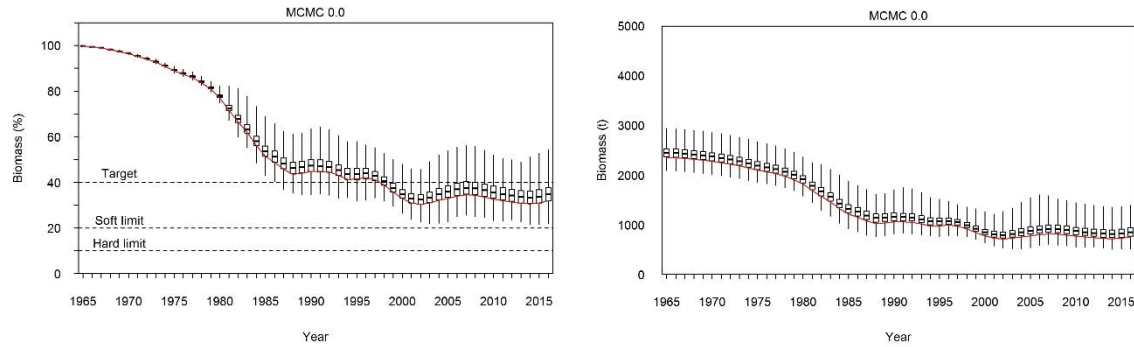 MCMC 0.0
Biomass (%)
100
80
60
40
20
0
Target
Soft limit
Hard limit
1965 1970 1975 1980 1985 1990 1995 2000 2005 2010 2015
Year
MCMC 0.0
Biomass (t)
5000
4000
3000
2000
1000
0
1965 1970 1975 1980 1985 1990 1995 2000 2005 2010 2015
Year